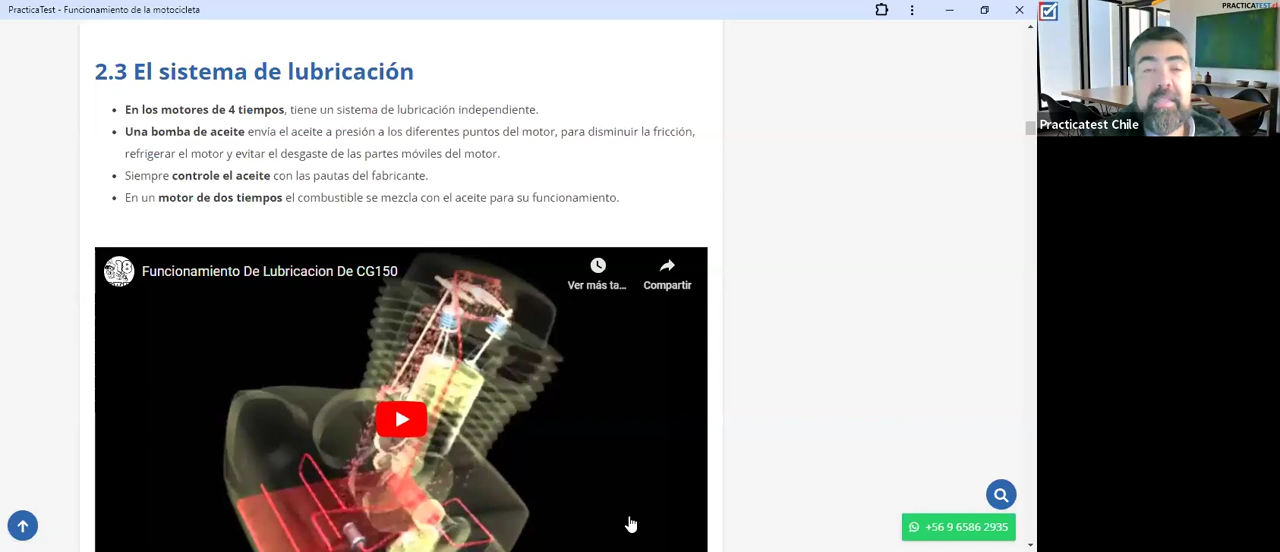 PracticaTest - Funcionamiento de la motocicleta
PRACTICATEST.cl
2.3 El sistema de lubricación
En los motores de 4 tiempos, tiene un sistema de lubricación independiente.
Una bomba de aceite envía el aceite a presión a los diferentes puntos del motor, para disminuir la fricción,
refrigerar el motor y evitar el desgaste de las partes móviles del motor.
Siempre controle el aceite con las pautas del fabricante.
En un motor de dos tiempos el combustible se mezcla con el aceite para su funcionamiento.
Practicatest Chile
18
Funcionamiento De Lubricacion De CG150
Ver más ta...
Compartir
+56 9 6586 2935